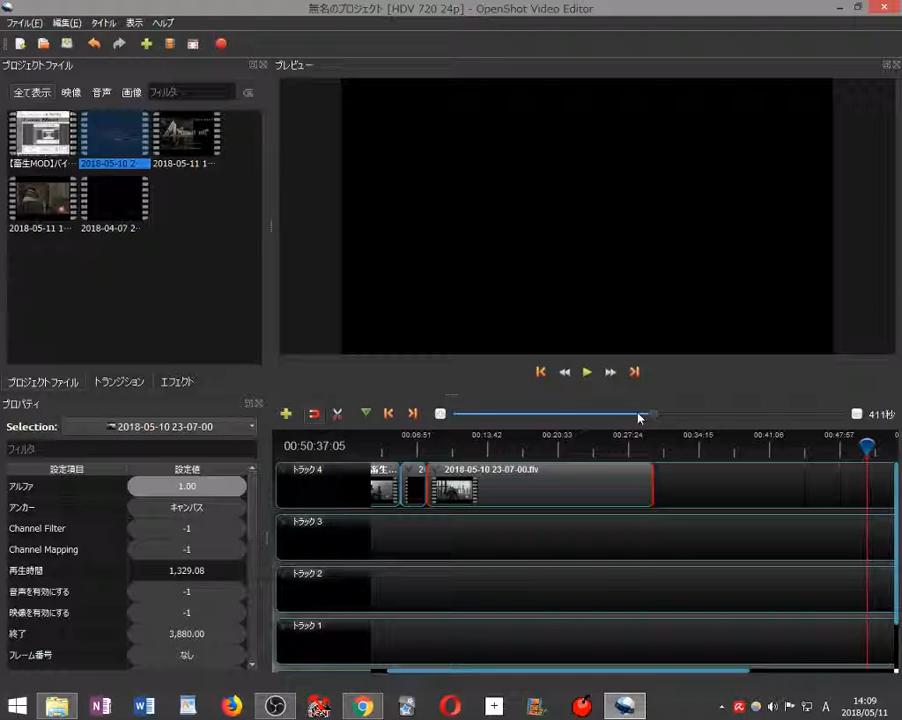 無名のプロジェクト [HDV 720 24p] - OpenShot Video Editor
ファイル(F) 編集(E) タイトル 表示 ヘルプ
プロジェクトファイル
プレビュー
全て表示 映像 音声 画像 フィルタ
【畜生MOD】バイ… 2018-05-10 2… 2018-05-11 1…
2018-05-11 1… 2018-04-07 2…
プロジェクトファイル トランジション エフェクト
プロパティ
Selection: 2018-05-10 23-07-00
フィルタ
設定項目 設定値
アルファ 1.00
アンカー キャンバス
Channel Filter -1
Channel Mapping -1
再生時間 1,329.08
音声を有効にする -1
映像を有効にする -1
終了 3,880.00
フレーム番号 なし
411秒
00:50:37:05
00:06:51 00:13:42 00:20:33 00:27:24 00:34:15 00:41:06 00:47:57
トラック 4 畜生… 2018-05-10 23-07-00.flv
トラック 3
トラック 2
トラック 1
A
14:09
2018/05/11